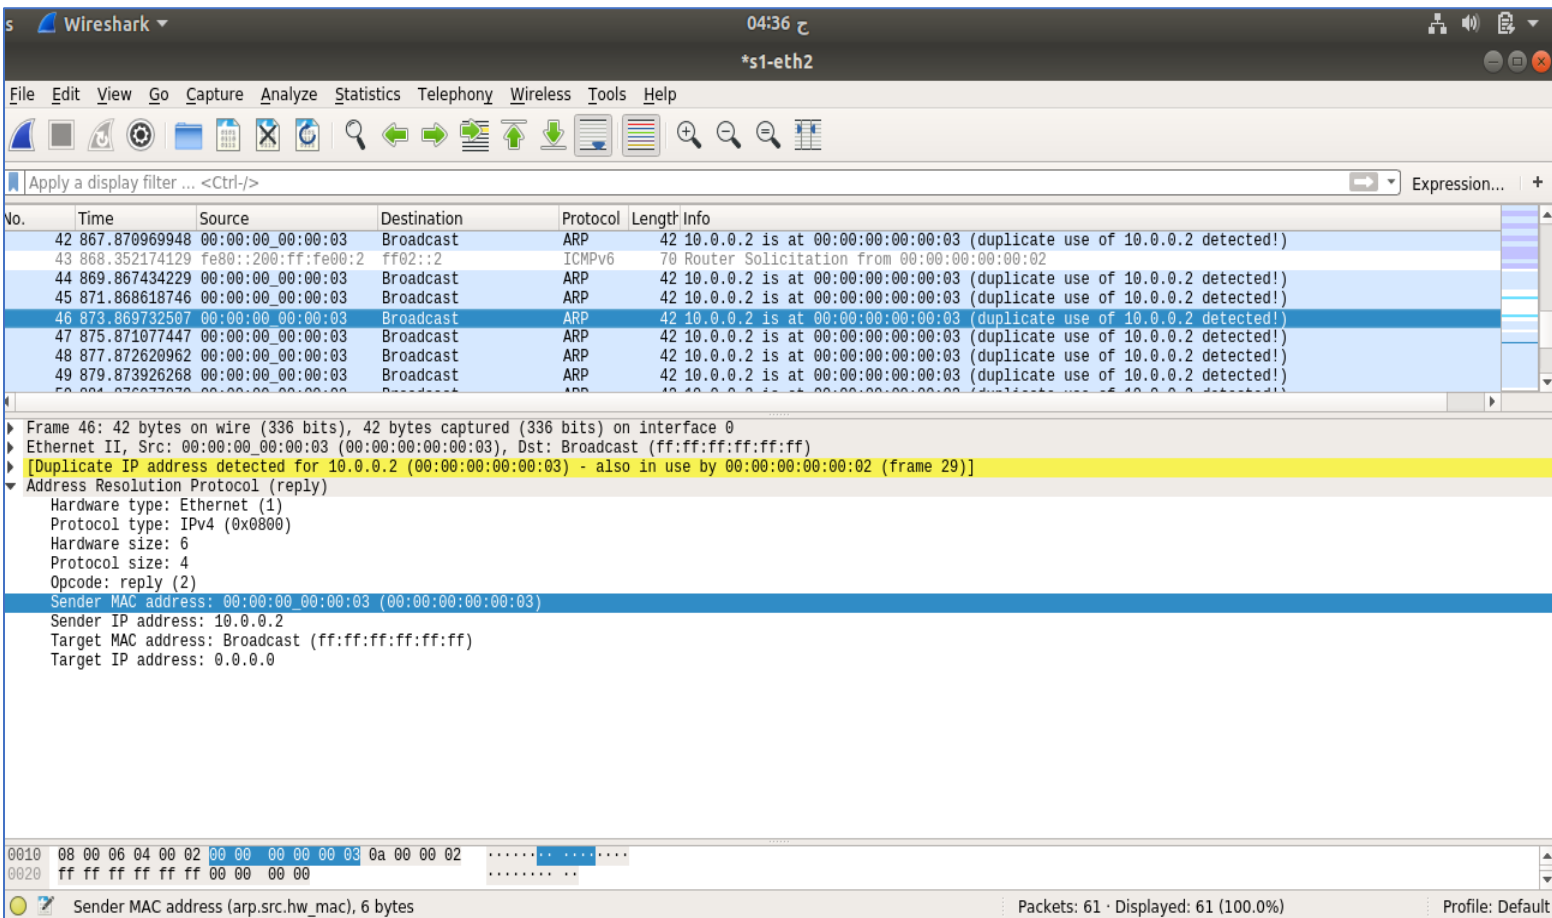 s Wireshark
04:36 ج
*s1-eth2
File Edit View Go Capture Analyze Statistics Telephony Wireless Tools Help
Apply a display filter ... <Ctrl-/> Expression... +
No. Time Source Destination Protocol Length Info
42 867.870969948 00:00:00_00:00:03 Broadcast ARP 42 10.0.0.2 is at 00:00:00:00:00:03 (duplicate use of 10.0.0.2 detected!)
43 868.352174129 fe80::200:ff:fe00:2 ff02::2 ICMPv6 70 Router Solicitation from 00:00:00:00:00:02
44 869.867434229 00:00:00_00:00:03 Broadcast ARP 42 10.0.0.2 is at 00:00:00:00:00:03 (duplicate use of 10.0.0.2 detected!)
45 871.868618746 00:00:00_00:00:03 Broadcast ARP 42 10.0.0.2 is at 00:00:00:00:00:03 (duplicate use of 10.0.0.2 detected!)
46 873.869732507 00:00:00_00:00:03 Broadcast ARP 42 10.0.0.2 is at 00:00:00:00:00:03 (duplicate use of 10.0.0.2 detected!)
47 875.871077447 00:00:00_00:00:03 Broadcast ARP 42 10.0.0.2 is at 00:00:00:00:00:03 (duplicate use of 10.0.0.2 detected!)
48 877.872620962 00:00:00_00:00:03 Broadcast ARP 42 10.0.0.2 is at 00:00:00:00:00:03 (duplicate use of 10.0.0.2 detected!)
49 879.873926268 00:00:00_00:00:03 Broadcast ARP 42 10.0.0.2 is at 00:00:00:00:00:03 (duplicate use of 10.0.0.2 detected!)
Frame 46: 42 bytes on wire (336 bits), 42 bytes captured (336 bits) on interface 0
Ethernet II, Src: 00:00:00_00:00:03 (00:00:00:00:00:03), Dst: Broadcast (ff:ff:ff:ff:ff:ff)
[Duplicate IP address detected for 10.0.0.2 (00:00:00:00:00:03) - also in use by 00:00:00:00:00:02 (frame 29)]
Address Resolution Protocol (reply)
Hardware type: Ethernet (1)
Protocol type: IPv4 (0x0800)
Hardware size: 6
Protocol size: 4
Opcode: reply (2)
Sender MAC address: 00:00:00_00:00:03 (00:00:00:00:00:03)
Sender IP address: 10.0.0.2
Target MAC address: Broadcast (ff:ff:ff:ff:ff:ff)
Target IP address: 0.0.0.0
0010 08 00 06 04 00 02 00 00 00 00 00 03 0a 00 00 02 ········ ········
0020 ff ff ff ff ff ff 00 00 00 00 ········ ··
Sender MAC address (arp.src.hw_mac), 6 bytes Packets: 61 · Displayed: 61 (100.0%) Profile: Default